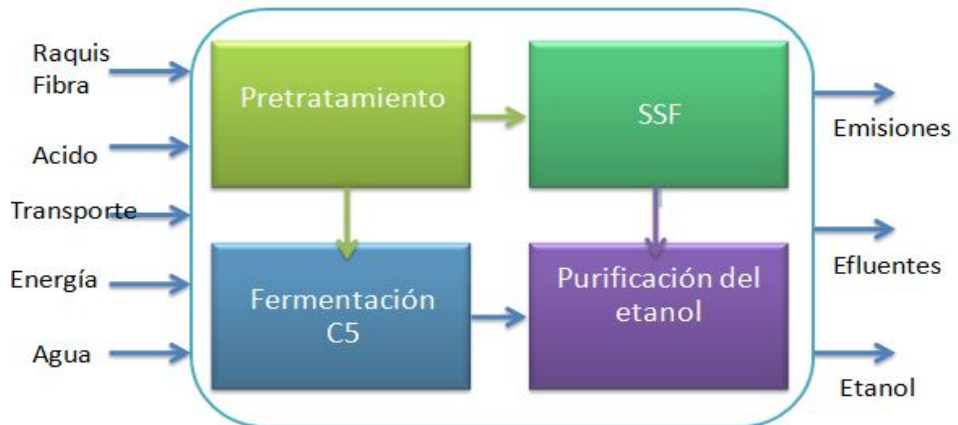 Raquis
Fibra
Acido
Transporte
Energía
Agua
Pretratamiento
SSF
Fermentación
C5
Purificación del
etanol
Emisiones
Efluentes
Etanol